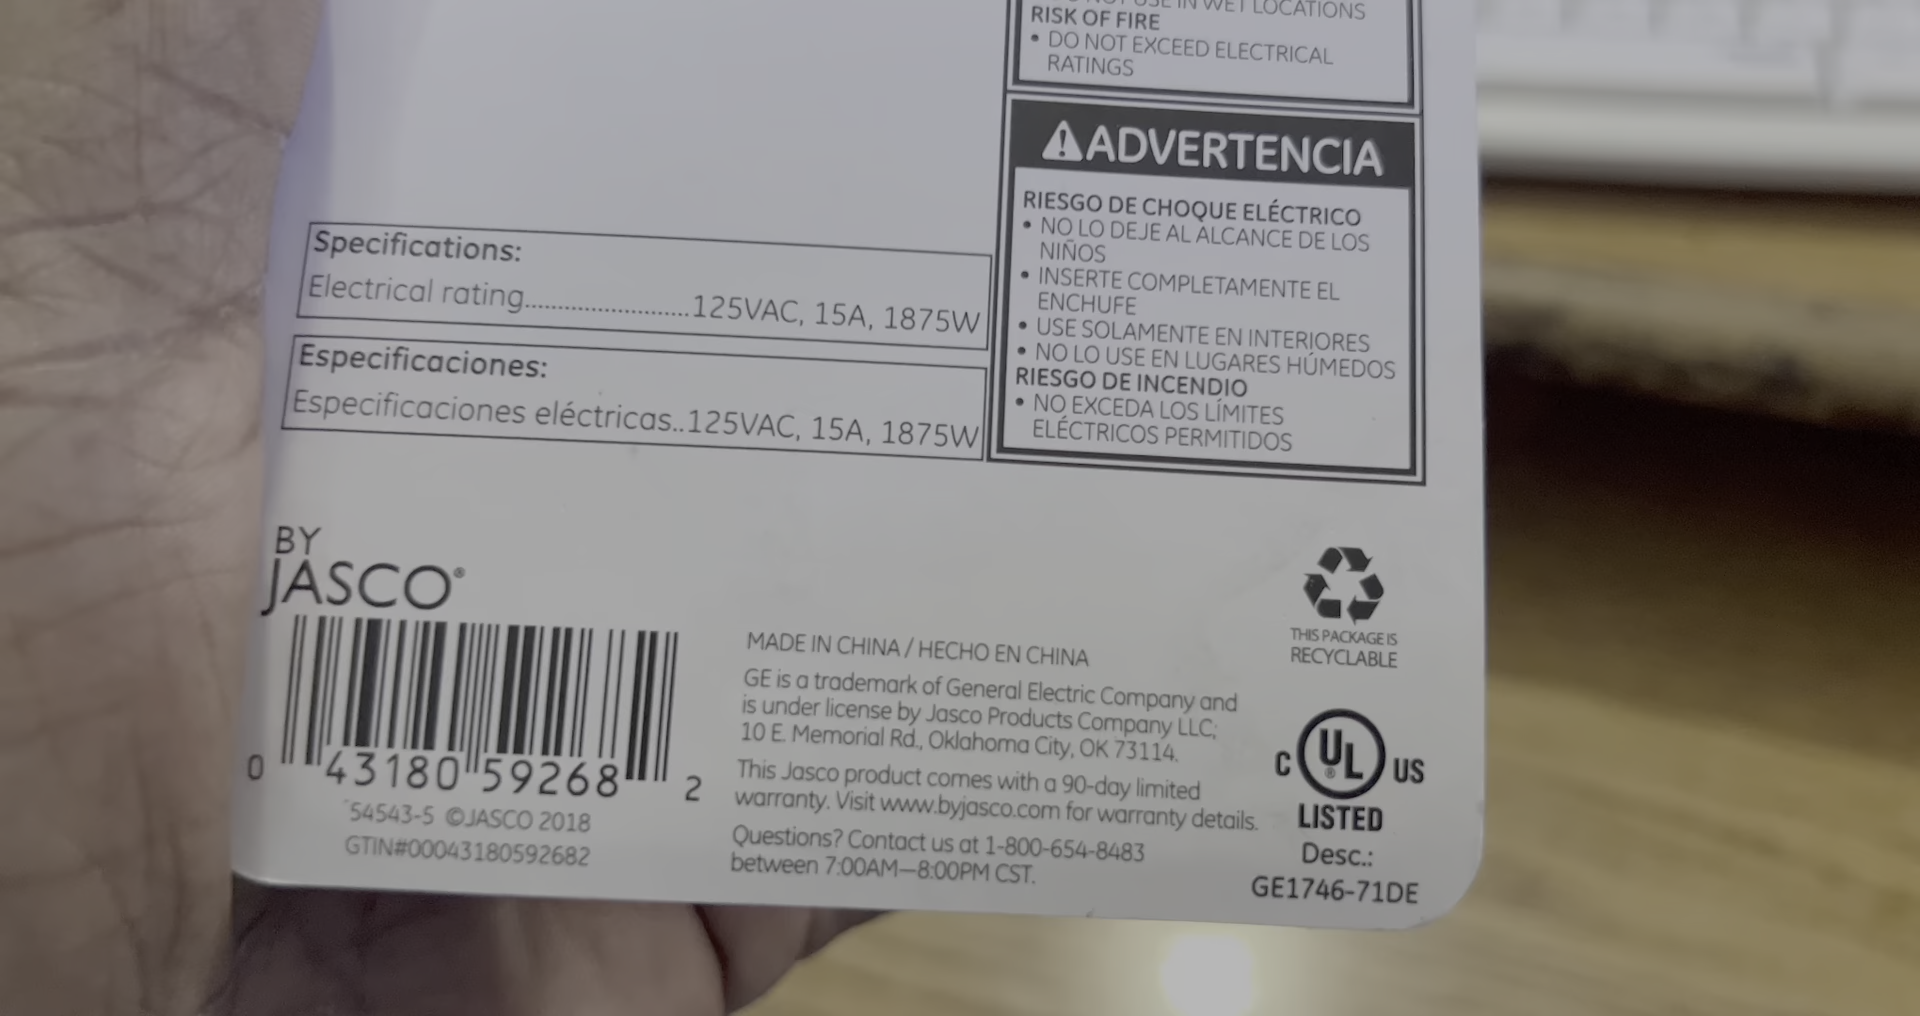 USE IN WET LOCATIONS
RISK OF FIRE
• DO NOT EXCEED ELECTRICAL
RATINGS
ADVERTENCIA
RIESGO DE CHOQUE ELÉCTRICO
• NO LO DEJE AL ALCANCE DE LOS
NIÑOS
• INSERTE COMPLETAMENTE EL
ENCHUFE
• USE SOLAMENTE EN INTERIORES
• NO LO USE EN LUGARES HÚMEDOS
RIESGO DE INCENDIO
• NO EXCEDA LOS LÍMITES
ELÉCTRICOS PERMITIDOS
Specifications:
Electrical rating........................125VAC, 15A, 1875W
Especificaciones:
Especificaciones eléctricas..125VAC, 15A, 1875W
BY
JASCO®
0 43180 59268 2
54543-5 ©JASCO 2018
GTIN#00043180592682
MADE IN CHINA / HECHO EN CHINA
GE is a trademark of General Electric Company and
is under license by Jasco Products Company LLC;
10 E. Memorial Rd., Oklahoma City, OK 73114.
This Jasco product comes with a 90-day limited
warranty. Visit www.byjasco.com for warranty details.
Questions? Contact us at 1-800-654-8483
between 7:00AM—8:00PM CST.
THIS PACKAGE IS
RECYCLABLE
C UL® US
LISTED
Desc.:
GE1746-71DE